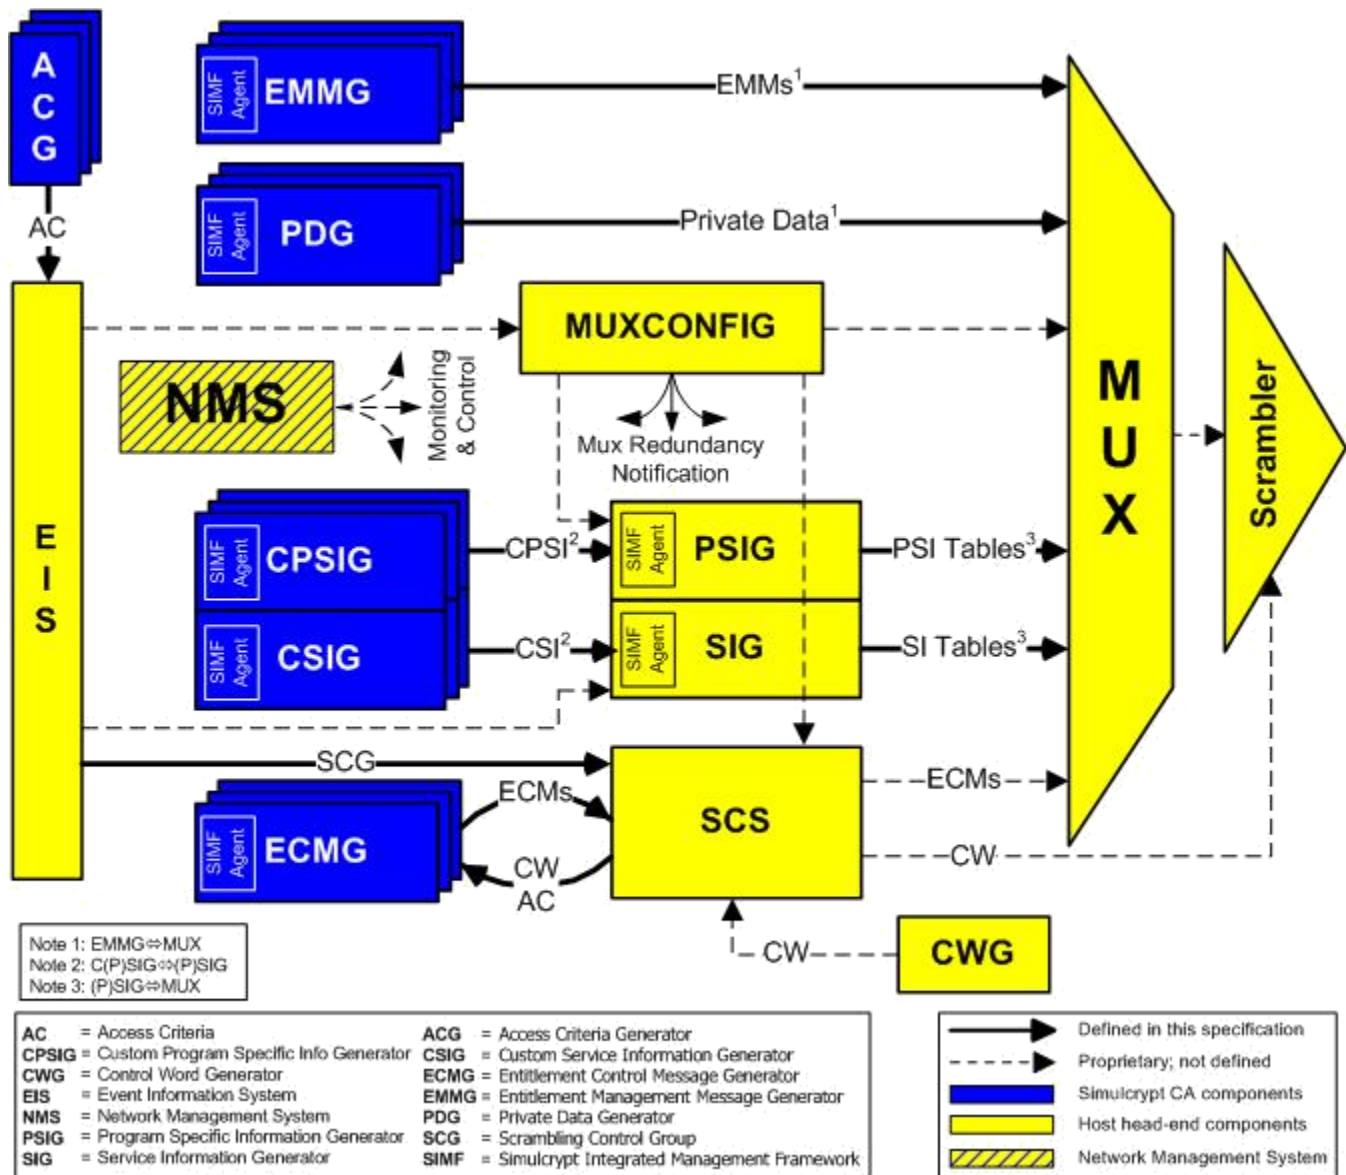 A
C
G
SIMF
Agent
EMMG
EMMs¹
AC
SIMF
Agent
PDG
Private Data¹
MUXCONFIG
NMS
Monitoring
& Control
Mux Redundancy
Notification
M
U
X
Scrambler
E
I
S
SIMF
Agent
CPSIG
CPSI²
SIMF
Agent
PSIG
PSI Tables³
SIMF
Agent
CSIG
CSI²
SIMF
Agent
SIG
SI Tables³
SCG
SIMF
Agent
ECMG
ECMs
CW
AC
SCS
ECMs
CW
CW
CWG
Note 1: EMMG⇔MUX
Note 2: C(P)SIG⇔(P)SIG
Note 3: (P)SIG⇔MUX
AC = Access Criteria
CPSIG = Custom Program Specific Info Generator
CWG = Control Word Generator
EIS = Event Information System
NMS = Network Management System
PSIG = Program Specific Information Generator
SIG = Service Information Generator
ACG = Access Criteria Generator
CSIG = Custom Service Information Generator
ECMG = Entitlement Control Message Generator
EMMG = Entitlement Management Message Generator
PDG = Private Data Generator
SCG = Scrambling Control Group
SIMF = Simulcrypt Integrated Management Framework
Defined in this specification
Proprietary; not defined
Simulcrypt CA components
Host head-end components
Network Management System